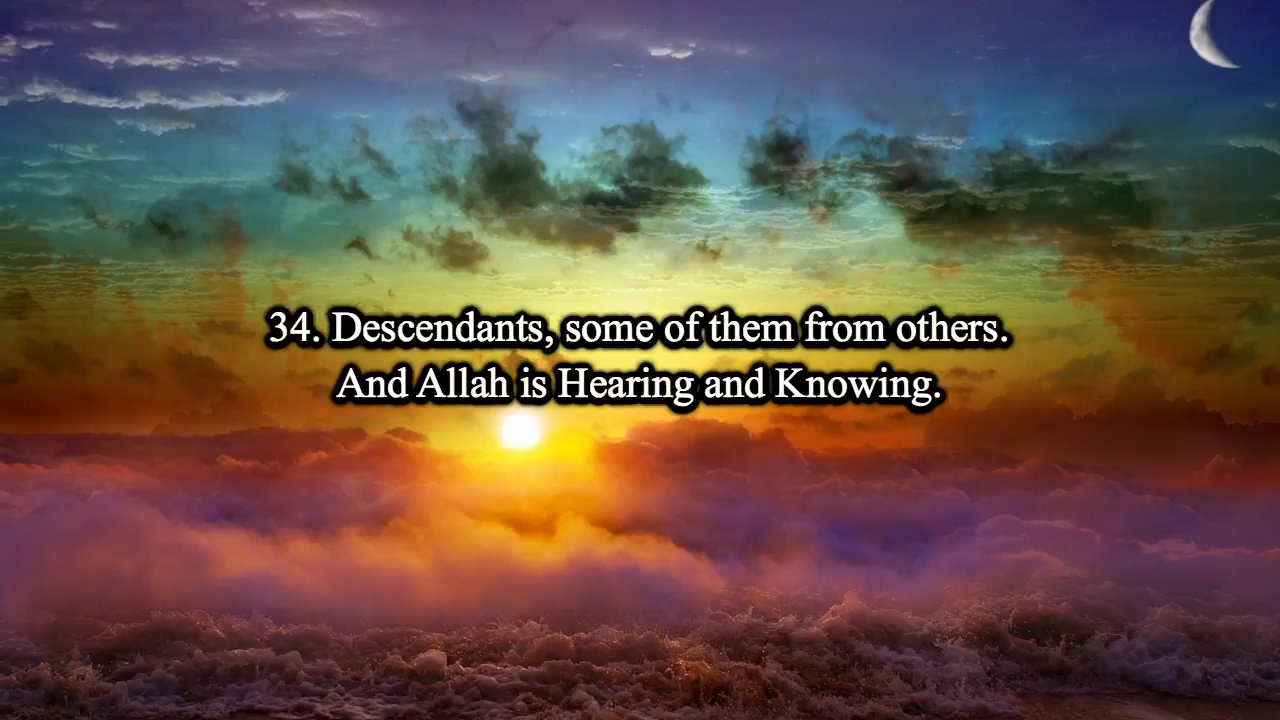 34. Descendants, some of them from others.
And Allah is Hearing and Knowing.